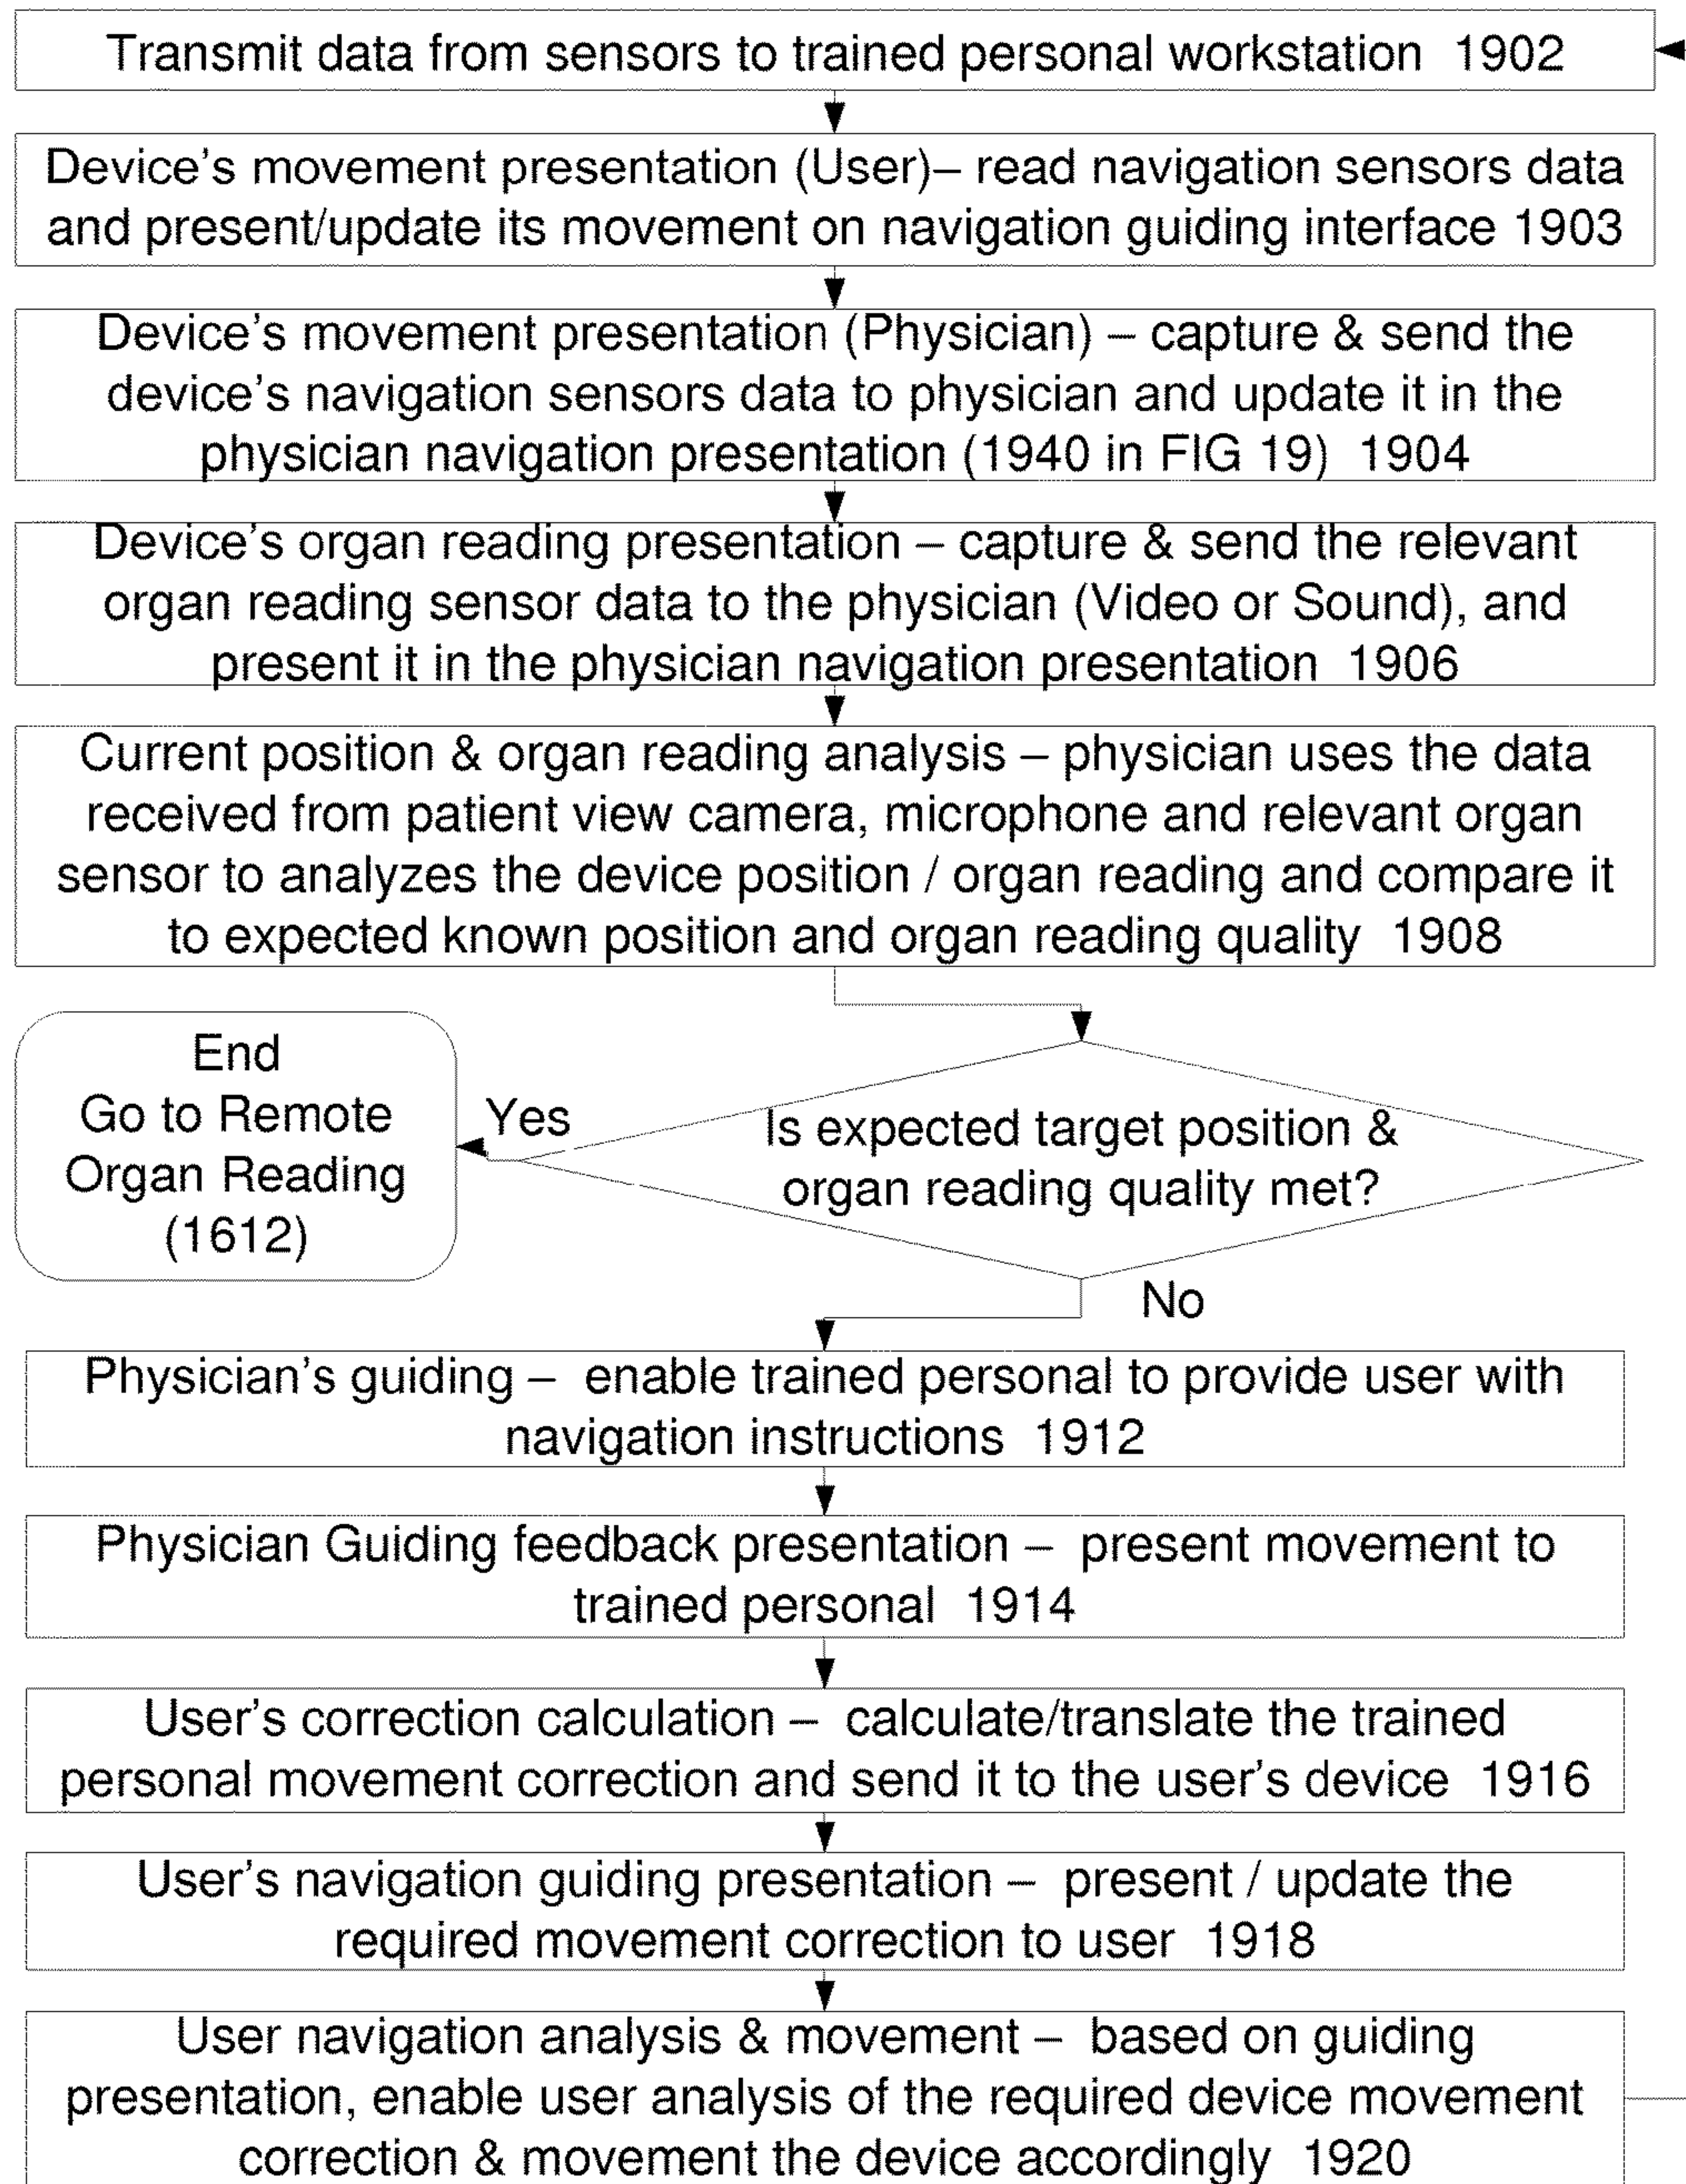 Transmit data from sensors to trained personal workstation 1902
Device's movement presentation (User)– read navigation sensors data
and present/update its movement on navigation guiding interface 1903
Device's movement presentation (Physician) – capture & send the
device's navigation sensors data to physician and update it in the
physician navigation presentation (1940 in FIG 19) 1904
Device's organ reading presentation – capture & send the relevant
organ reading sensor data to the physician (Video or Sound), and
present it in the physician navigation presentation 1906
Current position & organ reading analysis – physician uses the data
received from patient view camera, microphone and relevant organ
sensor to analyzes the device position / organ reading and compare it
to expected known position and organ reading quality 1908
End
Go to Remote
Organ Reading
(1612)
Yes
Is expected target position &
organ reading quality met?
No
Physician's guiding – enable trained personal to provide user with
navigation instructions 1912
Physician Guiding feedback presentation – present movement to
trained personal 1914
User's correction calculation – calculate/translate the trained
personal movement correction and send it to the user's device 1916
User's navigation guiding presentation – present / update the
required movement correction to user 1918
User navigation analysis & movement – based on guiding
presentation, enable user analysis of the required device movement
correction & movement the device accordingly 1920